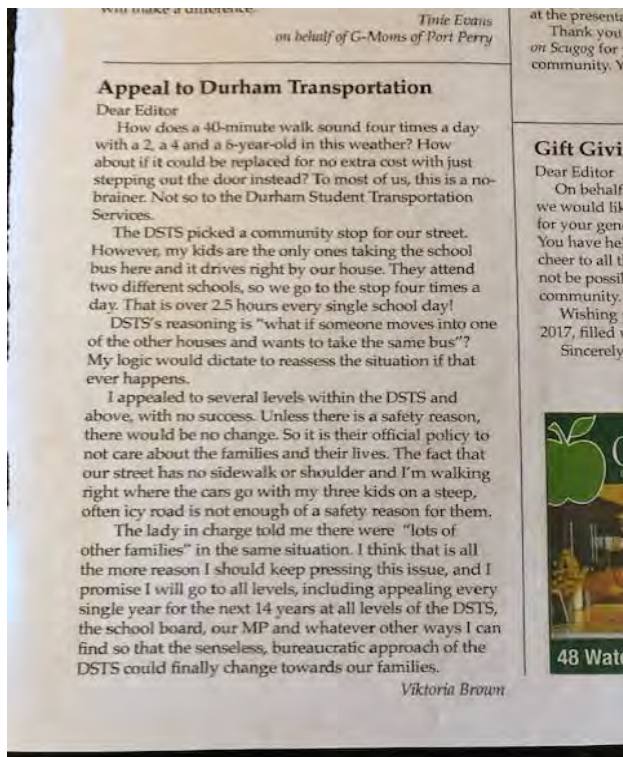 Tinie Evans
on behalf of G-Moms of Port Perry
Appeal to Durham Transportation
Dear Editor
How does a 40-minute walk sound four times a day
with a 2, a 4 and a 6-year-old in this weather? How
about if it could be replaced for no extra cost with just
stepping out the door instead? To most of us, this is a no-
brainer. Not so to the Durham Student Transportation
Services.
The DSTS picked a community stop for our street.
However, my kids are the only ones taking the school
bus here and it drives right by our house. They attend
two different schools, so we go to the stop four times a
day. That is over 2.5 hours every single school day!
DSTS's reasoning is "what if someone moves into one
of the other houses and wants to take the same bus"?
My logic would dictate to reassess the situation if that
ever happens.
I appealed to several levels within the DSTS and
above, with no success. Unless there is a safety reason,
there would be no change. So it is their official policy to
not care about the families and their lives. The fact that
our street has no sidewalk or shoulder and I'm walking
right where the cars go with my three kids on a steep,
often icy road is not enough of a safety reason for them.
The lady in charge told me there were "lots of
other families" in the same situation. I think that is all
the more reason I should keep pressing this issue, and I
promise I will go to all levels, including appealing every
single year for the next 14 years at all levels of the DSTS,
the school board, our MP and whatever other ways I can
find so that the senseless, bureaucratic approach of the
DSTS could finally change towards our families.
Viktoria Brown
at the
Thank you
on Scugog for
community.
Gift
Dear Editor
On behalf
we would
for your
You have
cheer to all
not be
community.
Wishing
2017, filled
Sincerely
48